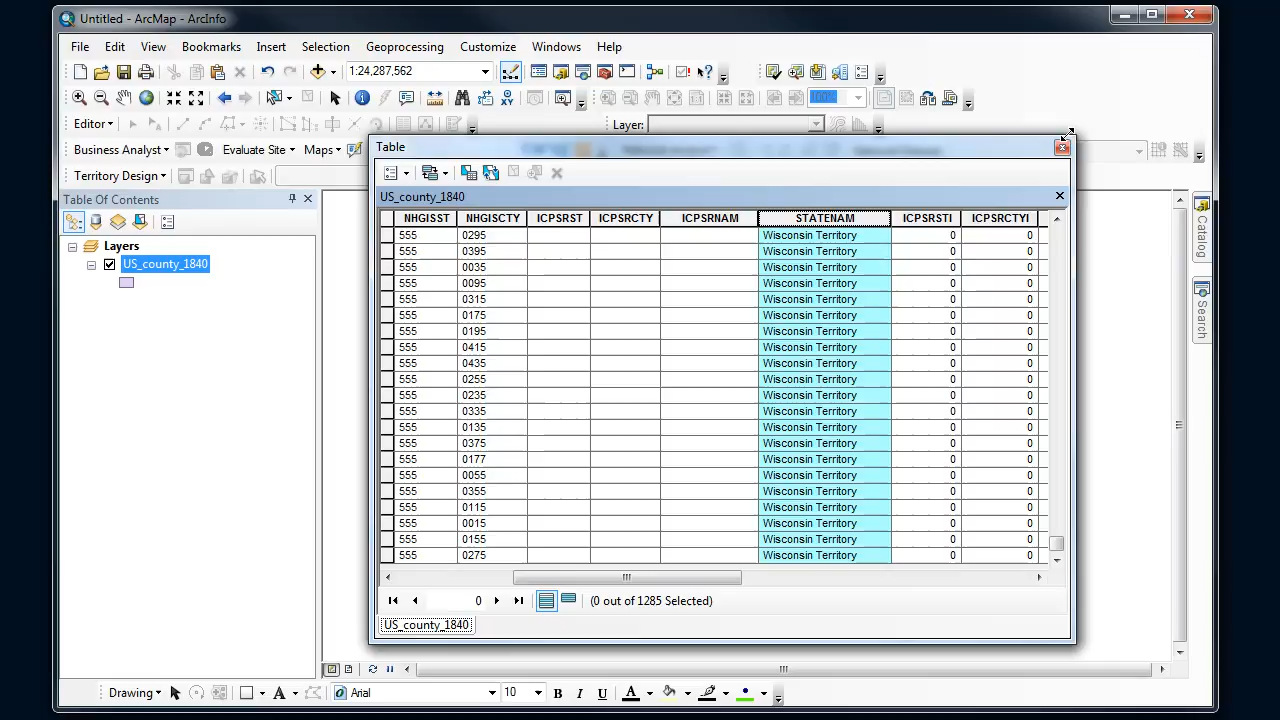 Untitled - ArcMap - ArcInfo
File Edit View Bookmarks Insert Selection Geoprocessing Customize Windows Help
1:24,287,562
100%
Editor
Layer:
Business Analyst Evaluate Site Maps
Territory Design
Table Of Contents
Layers
US_county_1840
Table
US_county_1840
NHGISST NHGISCTY ICPSRST ICPSRCTY ICPSRNAM STATENAM ICPSRSTI ICPSRCTYI
555 0295 Wisconsin Territory 0 0
555 0395 Wisconsin Territory 0 0
555 0035 Wisconsin Territory 0 0
555 0095 Wisconsin Territory 0 0
555 0315 Wisconsin Territory 0 0
555 0175 Wisconsin Territory 0 0
555 0195 Wisconsin Territory 0 0
555 0415 Wisconsin Territory 0 0
555 0435 Wisconsin Territory 0 0
555 0255 Wisconsin Territory 0 0
555 0235 Wisconsin Territory 0 0
555 0335 Wisconsin Territory 0 0
555 0135 Wisconsin Territory 0 0
555 0375 Wisconsin Territory 0 0
555 0177 Wisconsin Territory 0 0
555 0055 Wisconsin Territory 0 0
555 0355 Wisconsin Territory 0 0
555 0115 Wisconsin Territory 0 0
555 0015 Wisconsin Territory 0 0
555 0155 Wisconsin Territory 0 0
555 0275 Wisconsin Territory 0 0
0 (0 out of 1285 Selected)
US_county_1840
Catalog
Search
Drawing A Arial 10 B I U A